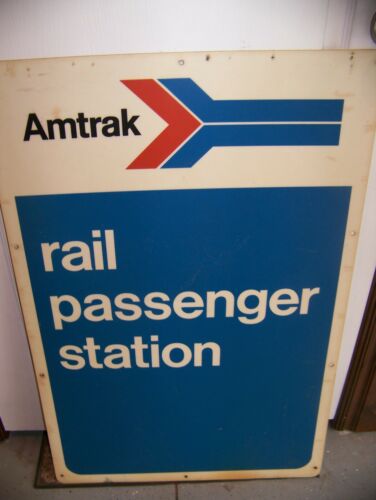 Amtrak
rail
passenger
station